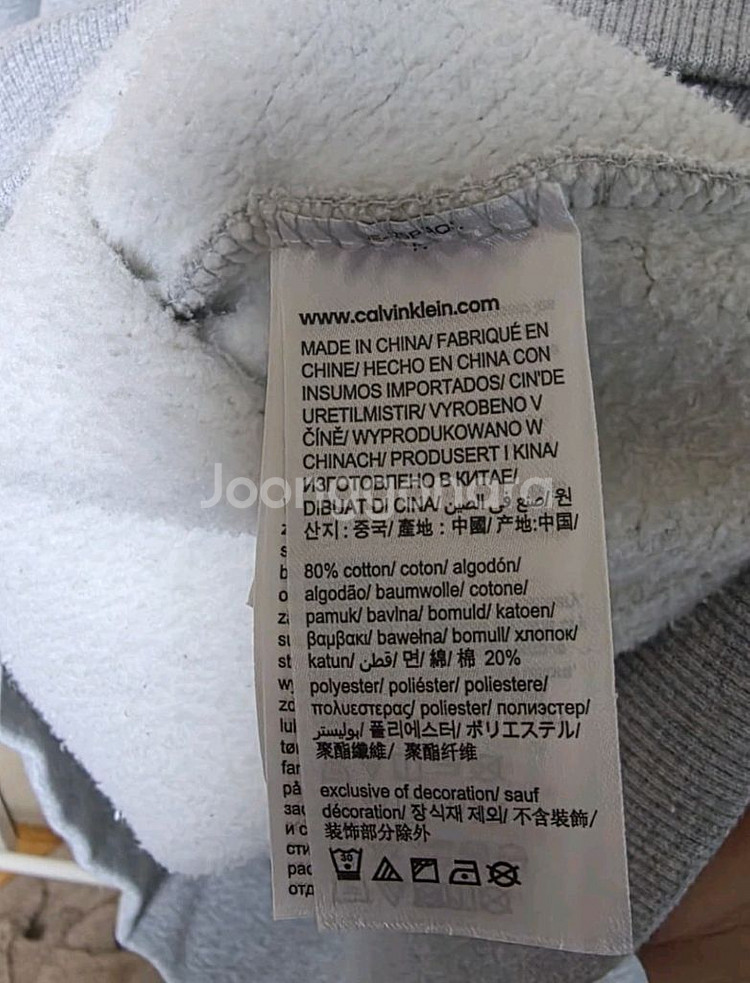 www.calvinklein.com
MADE IN CHINA/ FABRIQUÉ EN
CHINE/ HECHO EN CHINA CON
INSUMOS IMPORTADOS/ CIN'DE
URETILMISTIR/ VYROBENO V
ČÍNĚ/ WYPRODUKOWANO W
CHINACH/ PRODUSERT I KINA/
ИЗГОТОВЛЕНО В КИТАЕ/
Joonggonara
DIBUAT DI CINA/ صنع في الصين/ 원
산지 : 중국/ 產地 : 中國/ 产地:中国/
80% cotton/ coton/ algodón/
algodão/ baumwolle/ cotone/
pamuk/ bavlna/ bomuld/ katoen/
βαμβακι/ bawełna/ bomull/ хлопок/
katun/ قطن/ 면/ 綿/ 棉 20%
polyester/ poliéster/ poliestere/
πολυεστερας/ poliester/ полиэстер/
بوليستر/ 폴리에스터/ ポリエステル/
聚酯纖維/ 聚酯纤维
exclusive of decoration/ sauf
décoration/ 장식재 제외/ 不含裝飾/
装饰部分除外
30